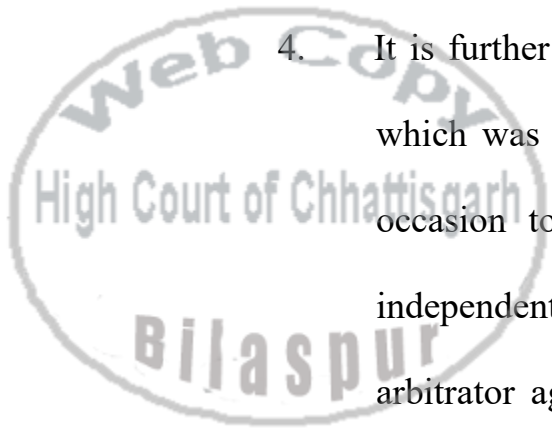 Web Copy
4. It is further
which was
High Court of Chhattisgarh
occasion to
independent
Bilaspur
arbitrator ag